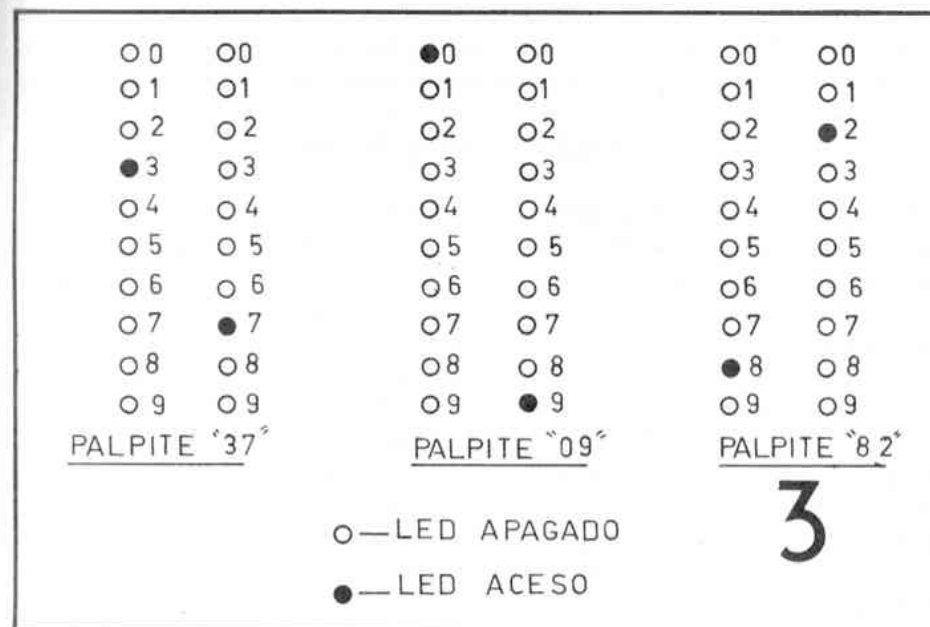 0 0 0 0 0 0
1 1 1 1 1 1
2 2 2 2 2 2
3 3 3 3 3 3
4 4 4 4 4 4
5 5 5 5 5 5
6 6 6 6 6 6
7 7 7 7 7 7
8 8 8 8 8 8
9 9 9 9 9 9
PALPITE "37" PALPITE "09" PALPITE "82"
— LED APAGADO
— LED ACESO
3